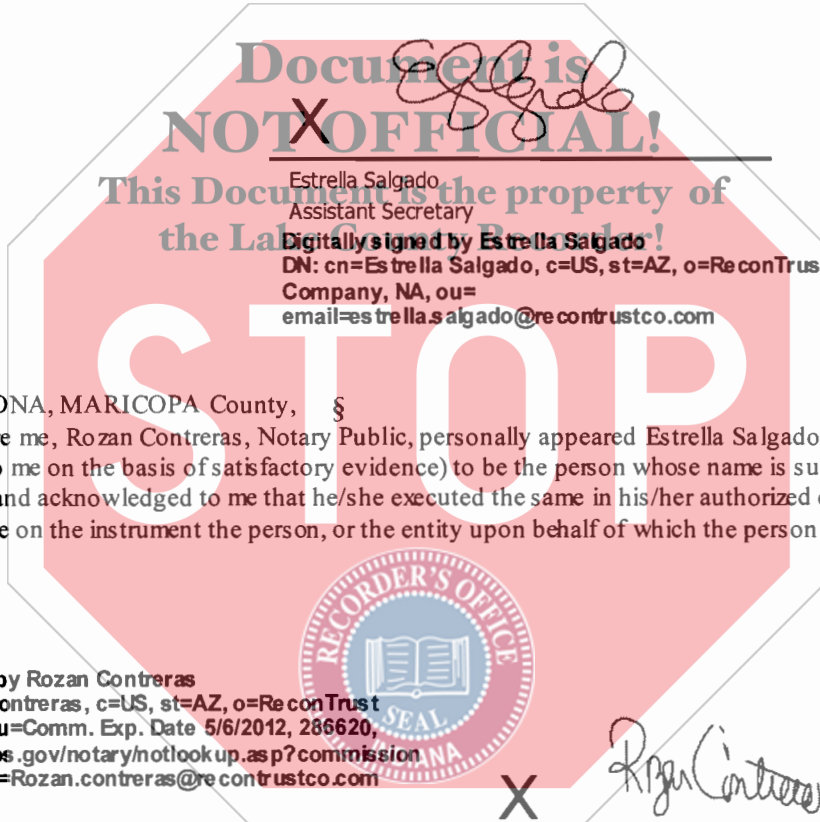 Document is
EGSalgado
NOT OFFICIAL!
X
Estrella Salgado
This Document is the property of
Assistant Secretary
the Lake County Recorder!
Digitally signed by Estrella Salgado
DN: cn=Estrella Salgado, c=US, st=AZ, o=ReconTrus
Company, NA, ou=
email=estrella.salgado@recontrustco.com
STOP
ONA, MARICOPA County, §
e me, Rozan Contreras, Notary Public, personally appeared Estrella Salgado
o me on the basis of satisfactory evidence) to be the person whose name is su
and acknowledged to me that he/she executed the same in his/her authorized
e on the instrument the person, or the entity upon behalf of which the person
RECORDER'S OFFICE
SEAL
INDIANA
by Rozan Contreras
ontreras, c=US, st=AZ, o=ReconTrust
u=Comm. Exp. Date 5/6/2012, 286620,
os.gov/notary/notlookup.asp?commission
=Rozan.contreras@recontrustco.com
X
Rozan Contreras